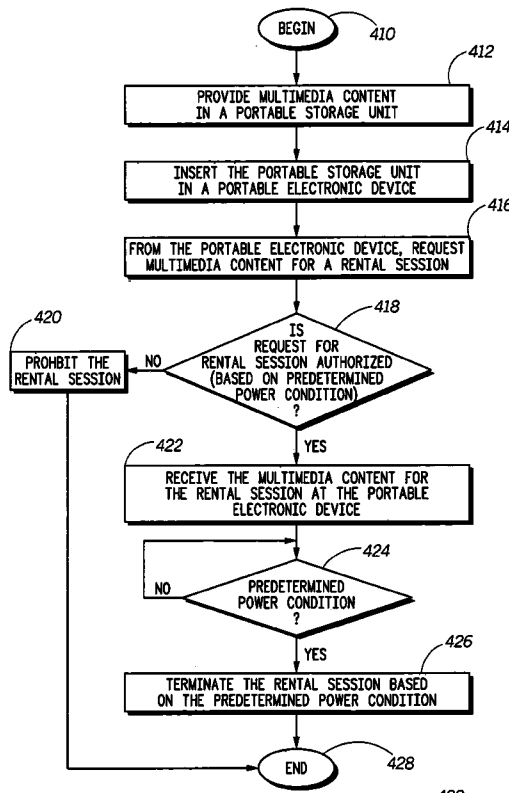 BEGIN
410
412
PROVIDE MULTIMEDIA CONTENT
IN A PORTABLE STORAGE UNIT
414
INSERT THE PORTABLE STORAGE UNIT
IN A PORTABLE ELECTRONIC DEVICE
416
FROM THE PORTABLE ELECTRONIC DEVICE, REQUEST
MULTIMEDIA CONTENT FOR A RENTAL SESSION
418
IS
REQUEST FOR
RENTAL SESSION AUTHORIZED
(BASED ON PREDETERMINED
POWER CONDITION)
?
420
PROHBIT THE
RENTAL SESSION
NO
YES
422
RECEIVE THE MULTIMEDIA CONTENT FOR
THE RENTAL SESSION AT THE PORTABLE
ELECTRONIC DEVICE
424
NO
PREDETERMINED
POWER CONDITION
?
YES
426
TERMINATE THE RENTAL SESSION BASED
ON THE PREDETERMINED POWER CONDITION
END
428